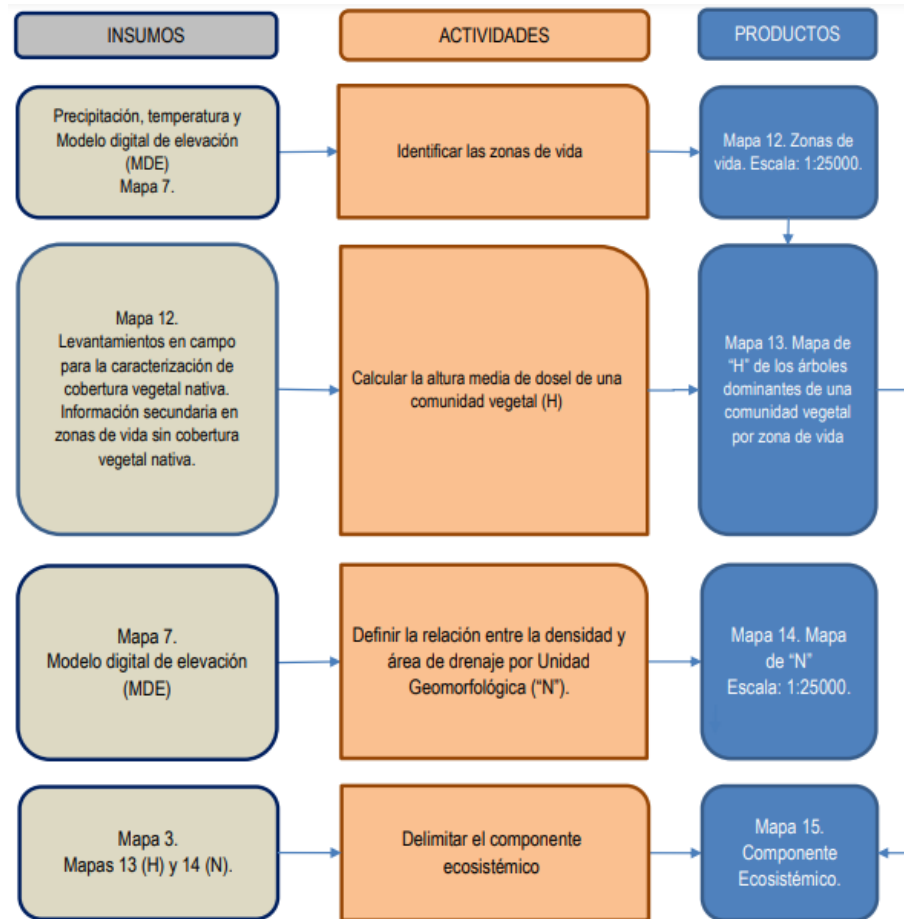 INSUMOS
ACTIVIDADES
PRODUCTOS
Precipitación, temperatura y
Modelo digital de elevación
(MDE)
Mapa 7.
Identificar las zonas de vida
Mapa 12. Zonas de
vida. Escala: 1:25000.
Mapa 12.
Levantamientos en campo
para la caracterización de
cobertura vegetal nativa.
Información secundaria en
zonas de vida sin cobertura
vegetal nativa.
Calcular la altura media de dosel de una
comunidad vegetal (H)
Mapa 13. Mapa de
“H” de los árboles
dominantes de una
comunidad vegetal
por zona de vida
Mapa 7.
Modelo digital de elevación
(MDE)
Definir la relación entre la densidad y
área de drenaje por Unidad
Geomorfológica (“N”).
Mapa 14. Mapa
de “N”
Escala: 1:25000.
Mapa 3.
Mapas 13 (H) y 14 (N).
Delimitar el componente
ecosistémico
Mapa 15.
Componente
Ecosistémico.